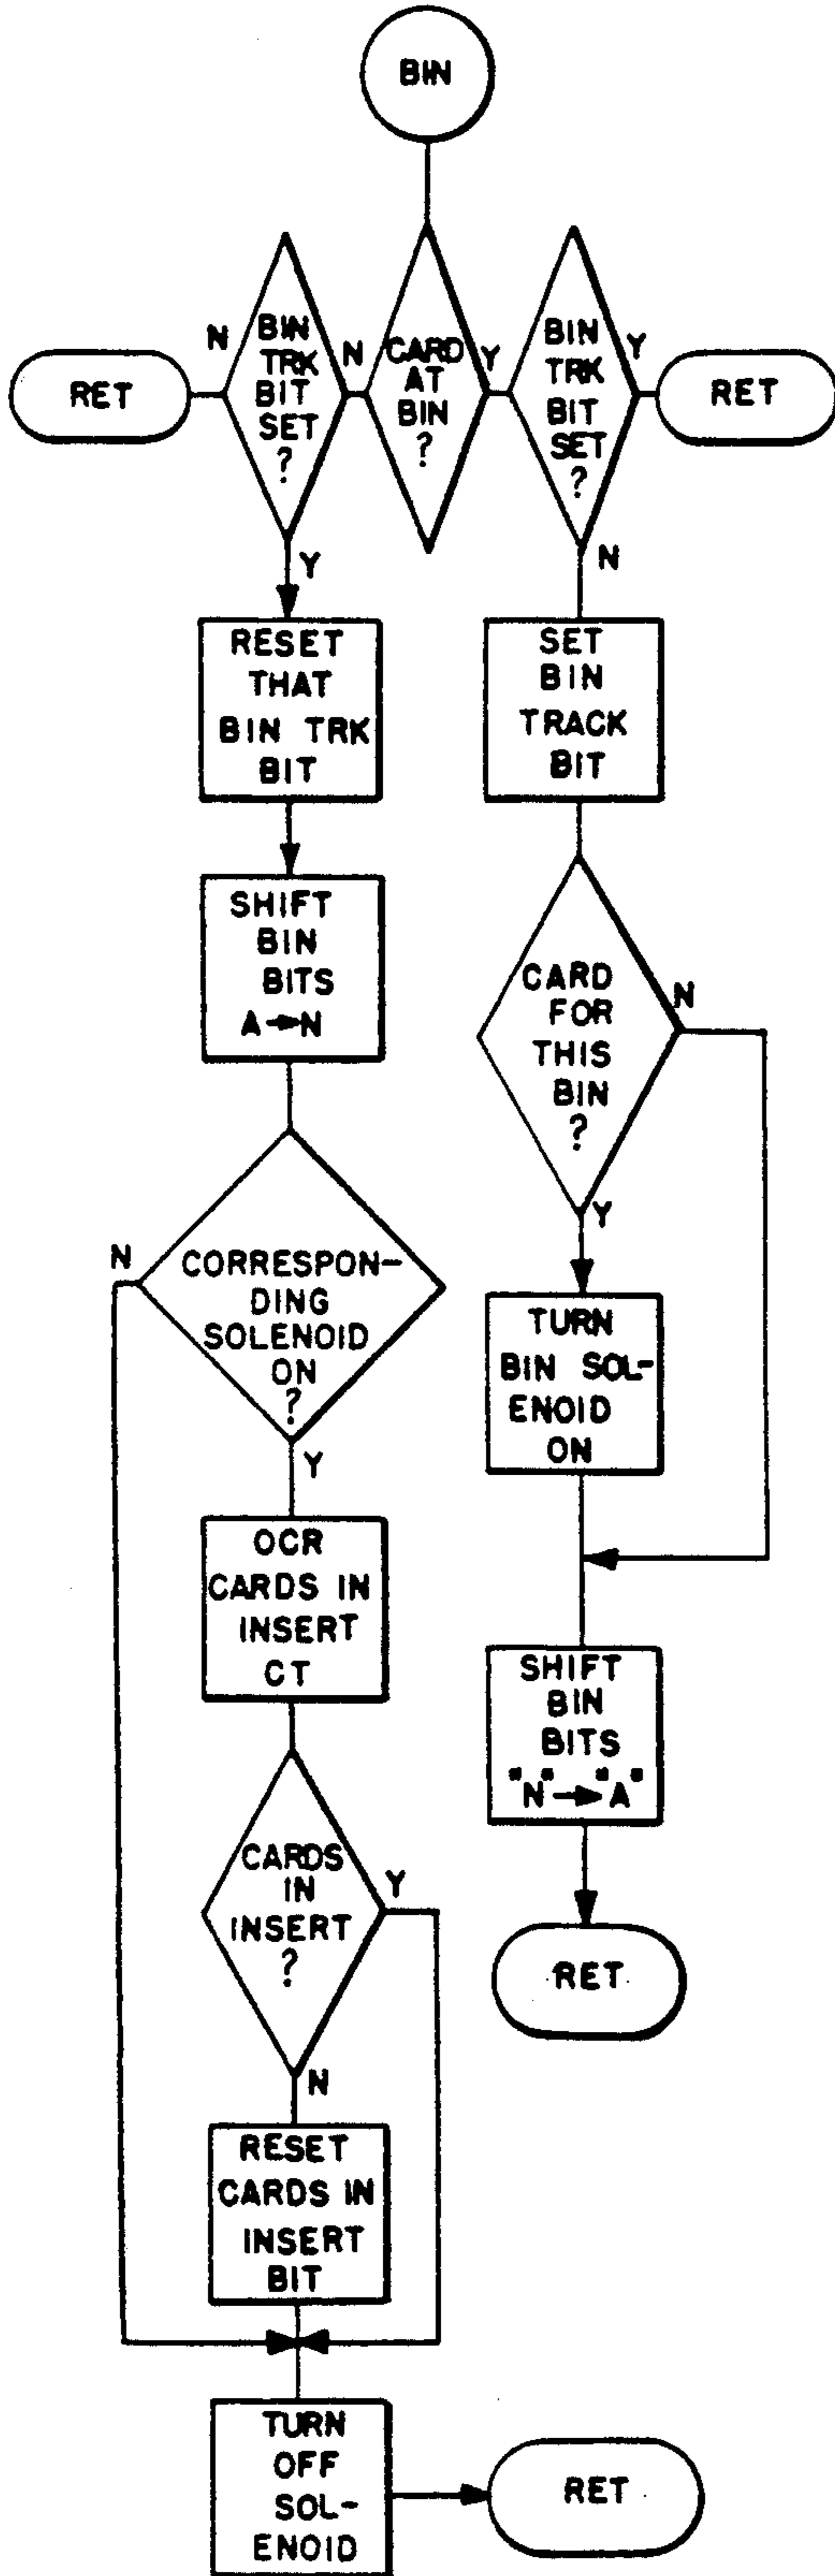 BIN
N
BIN
TRK
BIT
SET
?
N
CARD
AT
BIN
?
Y
BIN
TRK
BIT
SET
?
Y
RET
RET
Y
N
RESET
THAT
BIN TRK
BIT
SET
BIN
TRACK
BIT
SHIFT
BIN
BITS
A→N
CARD
FOR
THIS
BIN
?
N
Y
N
CORRESPON-
DING
SOLENOID
ON
?
Y
TURN
BIN SOL-
ENOID
ON
OCR
CARDS IN
INSERT
CT
SHIFT
BIN
BITS
"N"→"A"
CARDS
IN
INSERT
?
Y
N
RET
RESET
CARDS IN
INSERT
BIT
TURN
OFF
SOL-
ENOID
RET